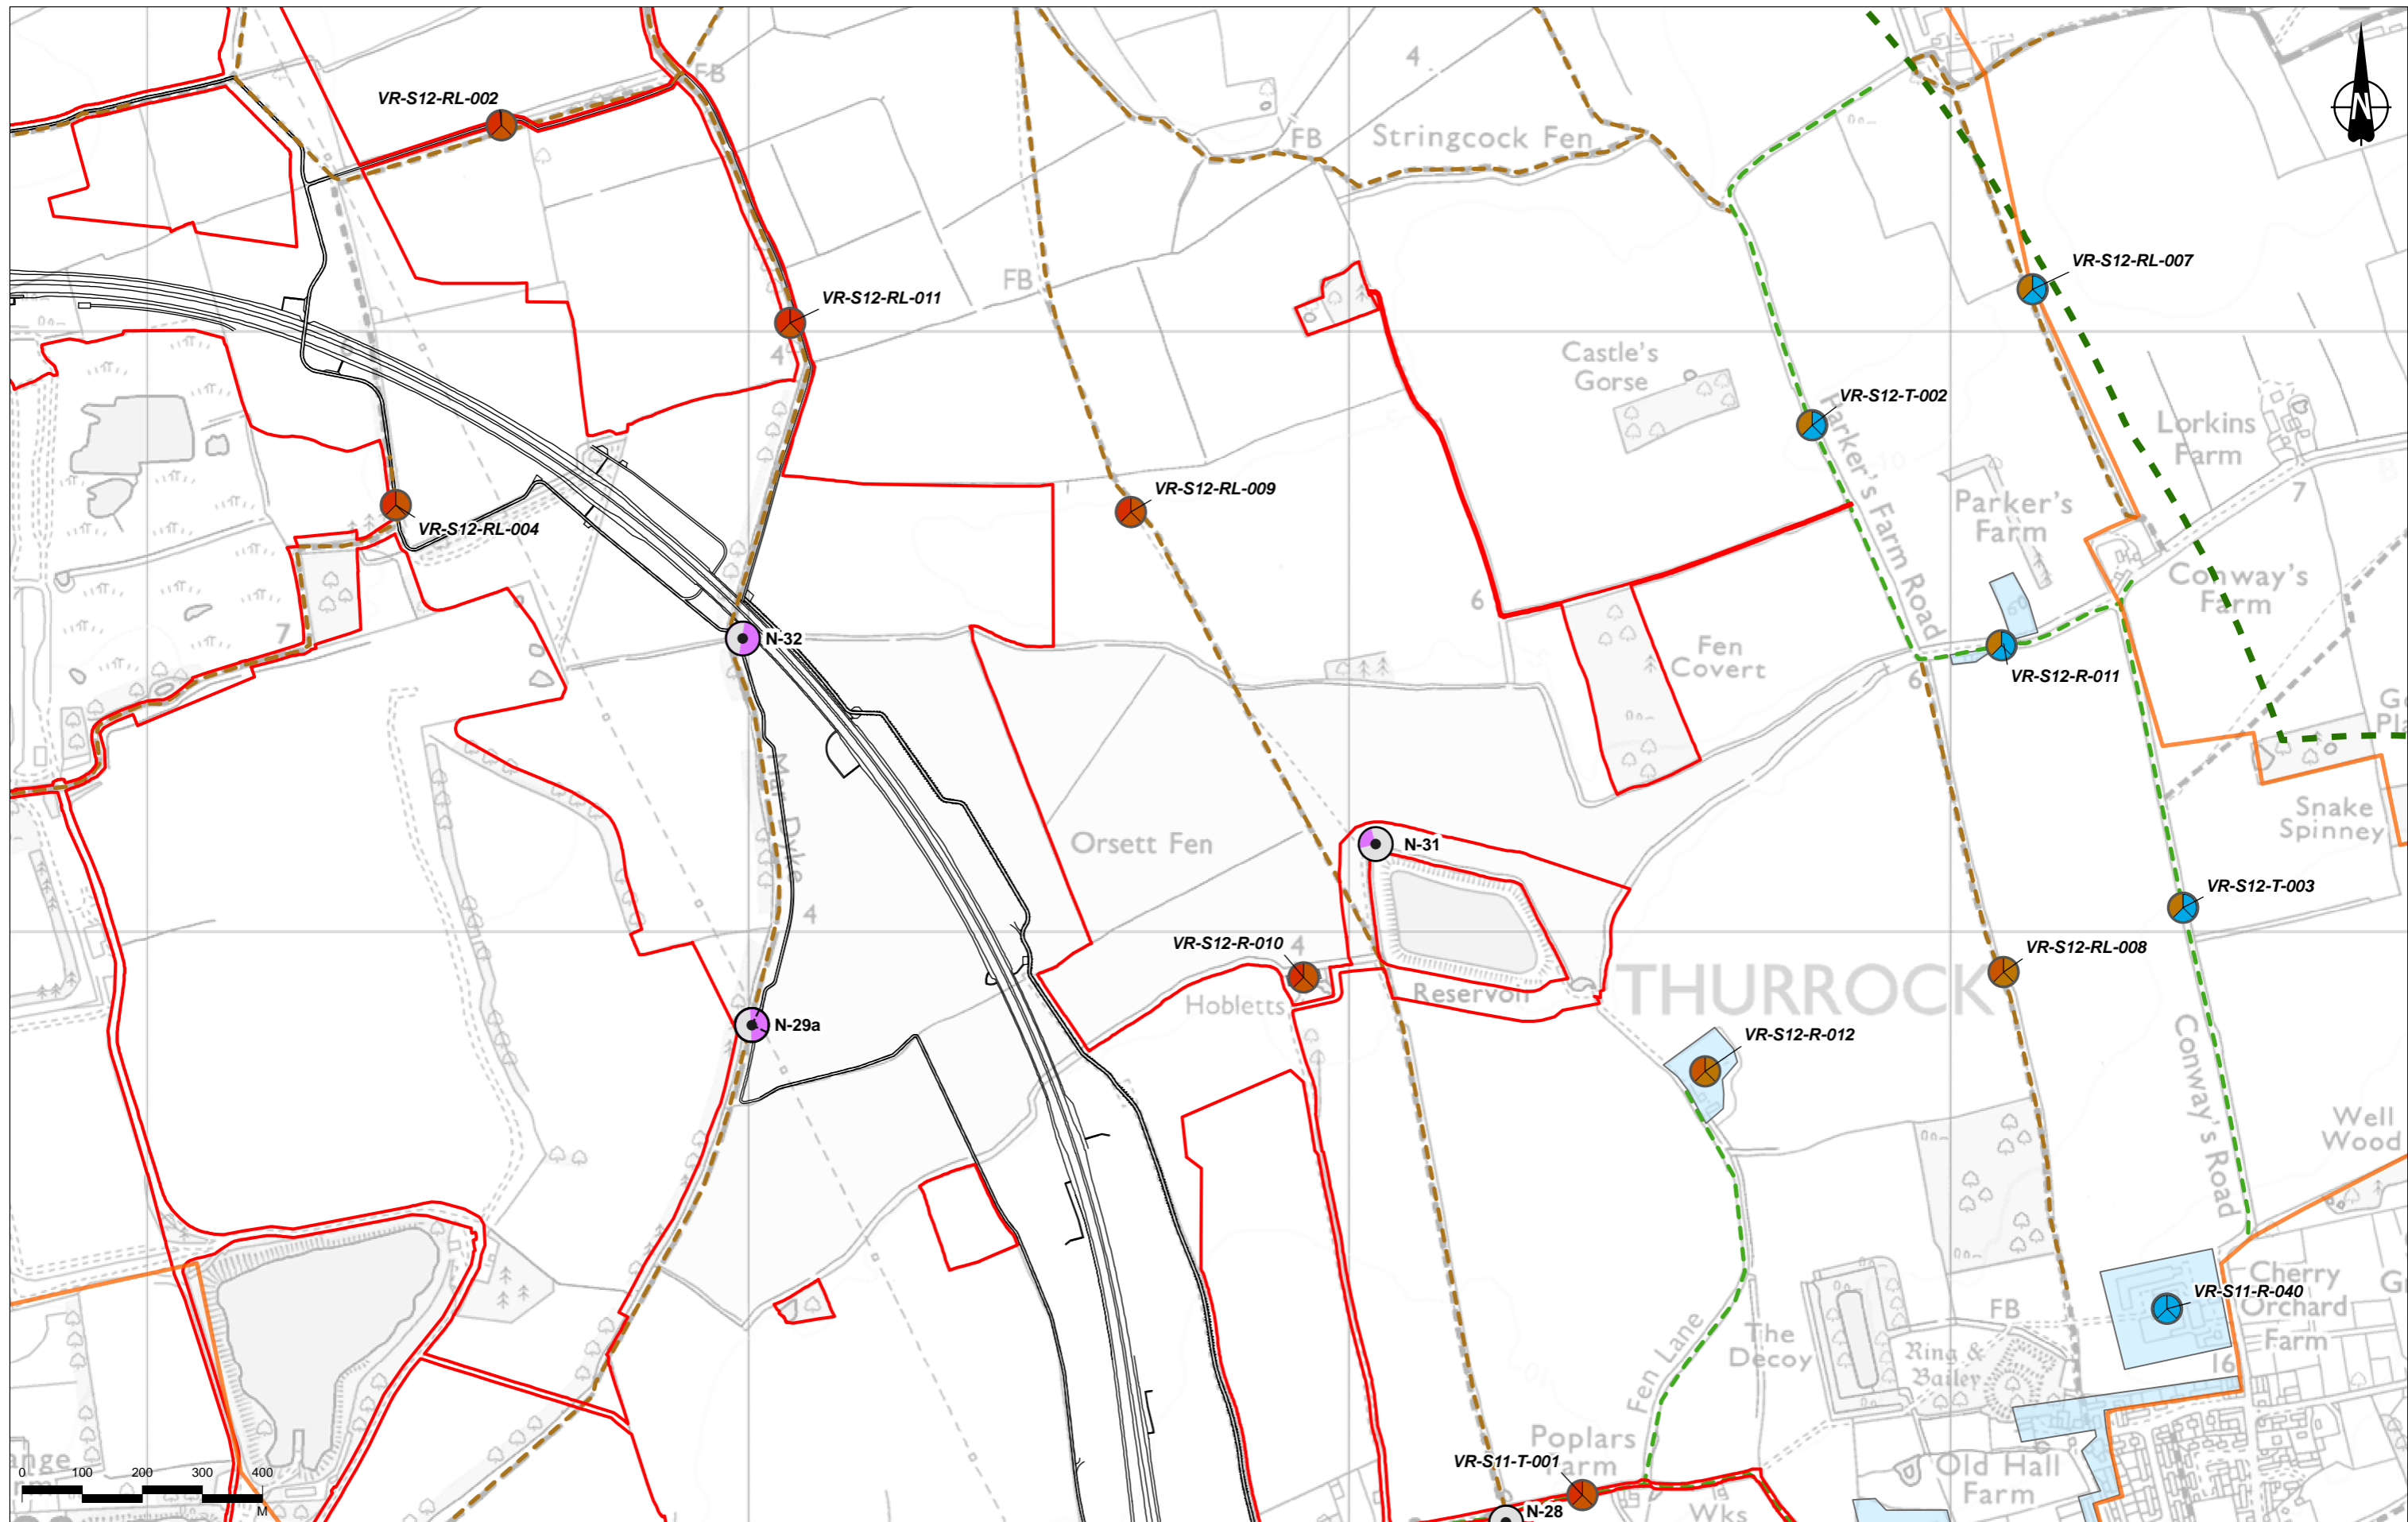 FB
4
N
VR-S12-RL-002
FB
Stringcock Fen
VR-S12-RL-007
FB
VR-S12-RL-011
4
Castle's
Gorse
VR-S12-T-002
Lorkins
Farm
7
VR-S12-RL-009
Parker's Farm Road
10
Parker's
Farm
VR-S12-RL-004
Conway's
Farm
6
7
N-32
Fen
Covert
6
VR-S12-R-011
Mar Dyke
Snake
Spinney
Orsett Fen
N-31
VR-S12-T-003
4
VR-S12-R-010
4
VR-S12-RL-008
THURROCK
Hobletts
Reservoir
N-29a
VR-S12-R-012
Conway's Road
Well
Wood
Cherry
Orchard
Farm
VR-S11-R-040
FB
The
Decoy
Fen Lane
Ring &
Bailey
16
Poplars
Farm
VR-S11-T-001
Old Hall
Farm
N-28
Wks
0 100 200 300 400
M